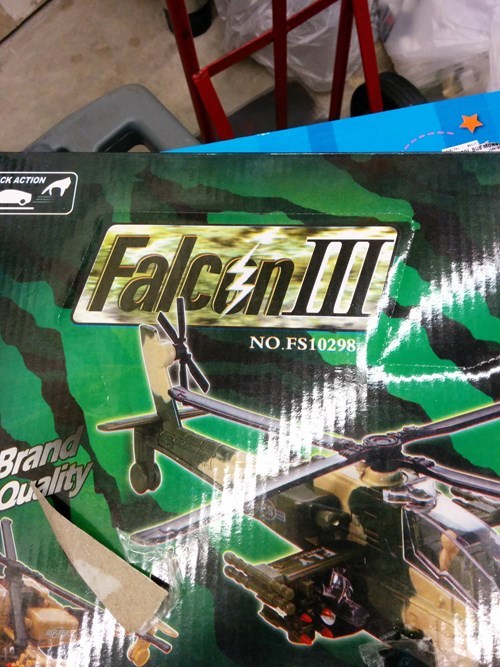 CK ACTION
Falcon III
NO.FS10298
Brand
Quality